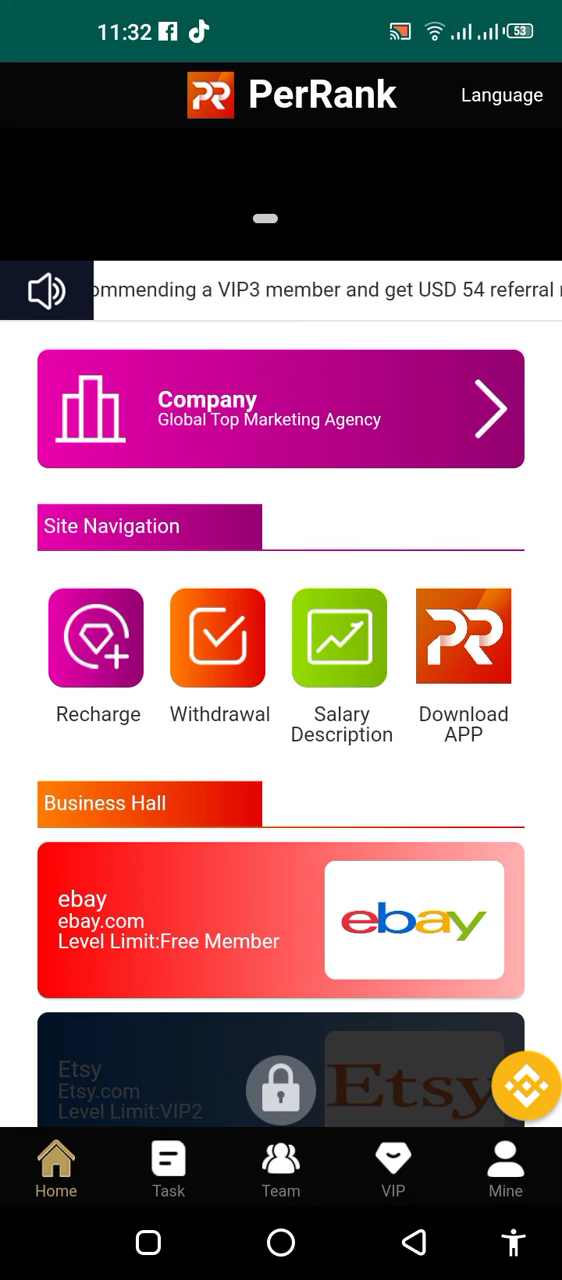 11:32
53
PerRank
Language
ommending a VIP3 member and get USD 54 referral
Company
Global Top Marketing Agency
Site Navigation
Recharge
Withdrawal
Salary
Description
Download
APP
Business Hall
ebay
ebay.com
Level Limit:Free Member
ebay
Etsy
Etsy.com
Level Limit:VIP2
Etsy
Home
Task
Team
VIP
Mine